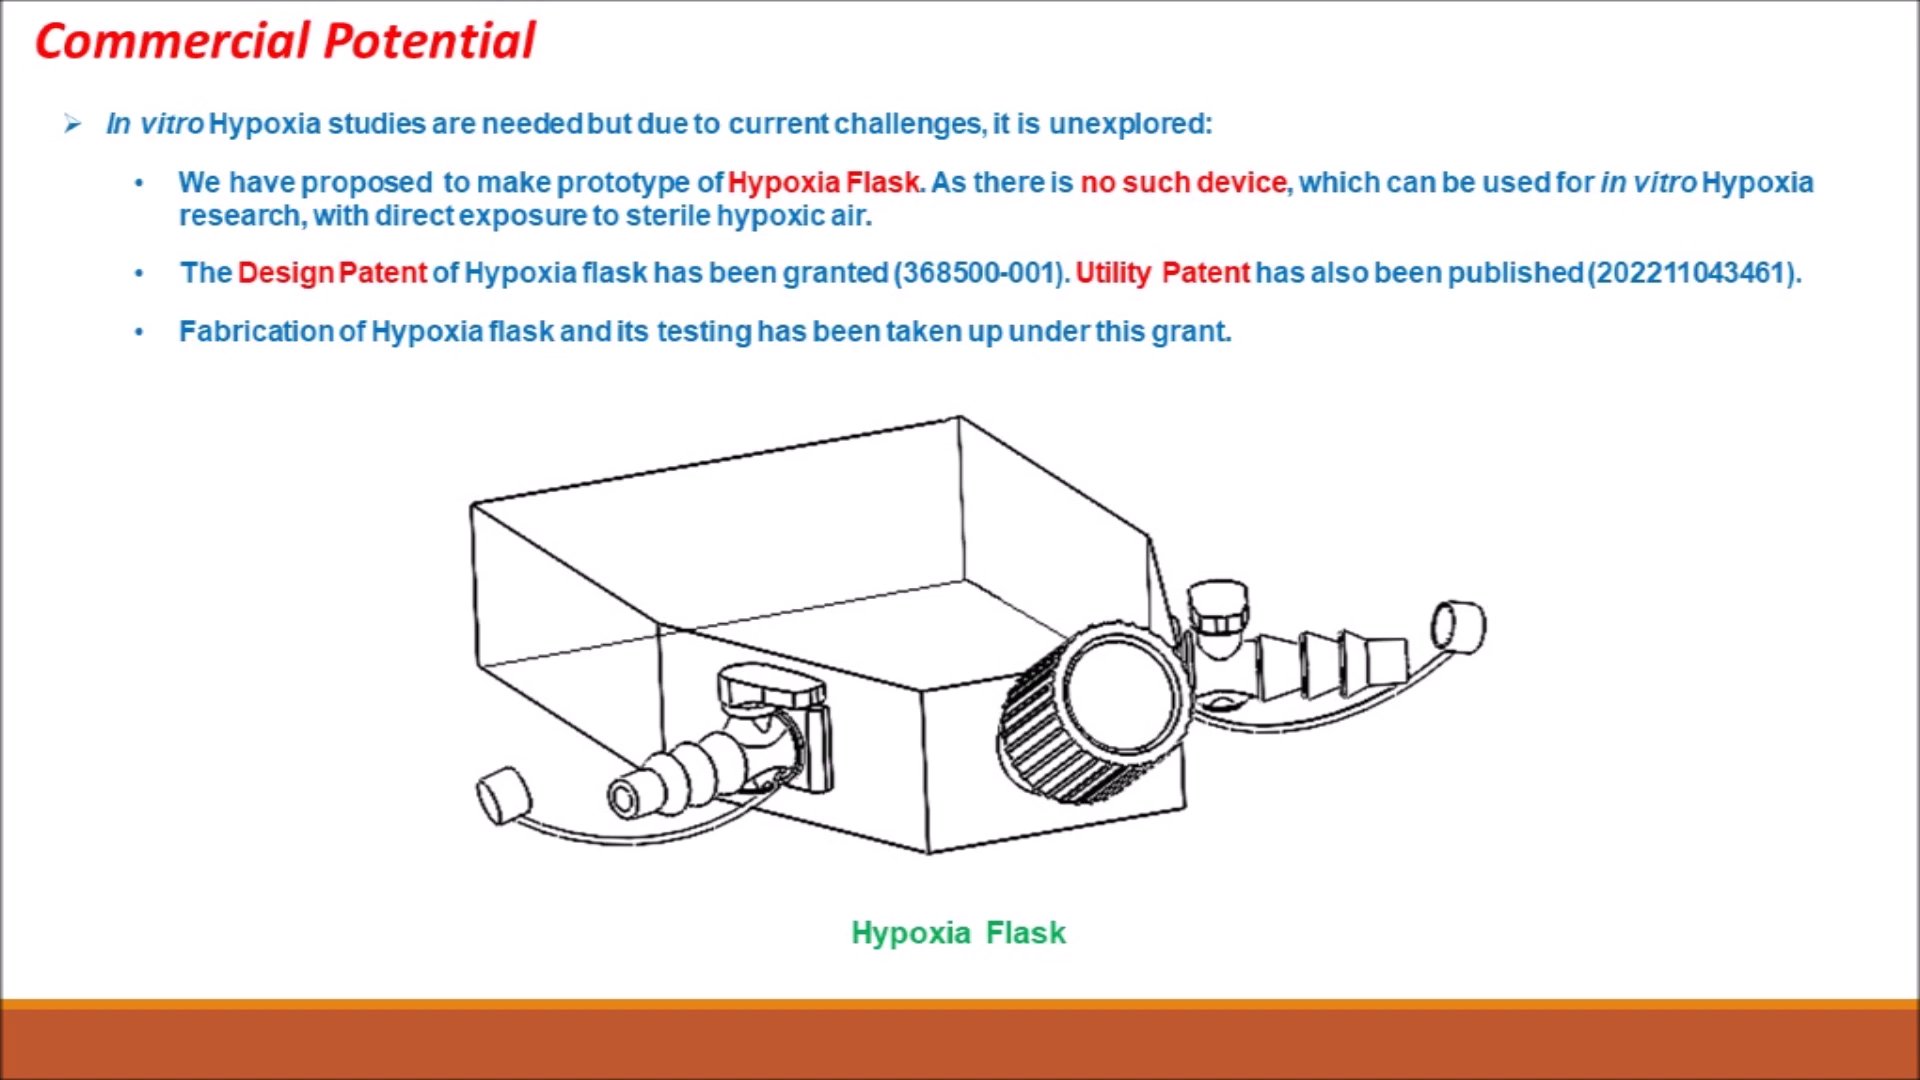 Commercial Potential
➢ In vitro Hypoxia studies are needed but due to current challenges, it is unexplored:
• We have proposed to make prototype of Hypoxia Flask. As there is no such device, which can be used for in vitro Hypoxia
research, with direct exposure to sterile hypoxic air.
• The Design Patent of Hypoxia flask has been granted (368500-001). Utility Patent has also been published (202211043461).
• Fabrication of Hypoxia flask and its testing has been taken up under this grant.
Hypoxia Flask